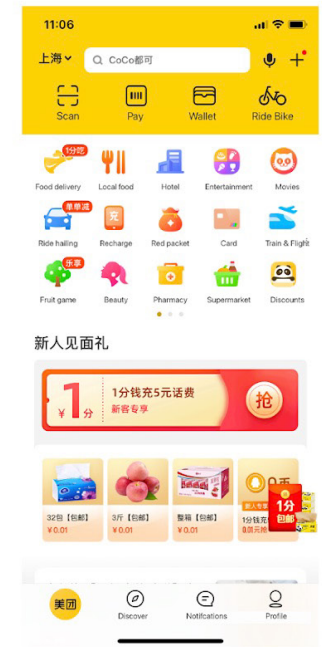 11:06
上海
CoCo都可
Scan
Pay
Wallet
Ride Bike
1分吃
Food delivery
Local food
Hotel
Entertainment
Movies
单单减
充
Ride hailing
Recharge
Red packet
Card
Train & Flight
乐享
Fruit game
Beauty
Pharmacy
Supermarket
Discounts
新人见面礼
¥1分
1分钱充5元话费
新客专享
抢
32包【包邮】
¥0.01
3斤【包邮】
¥0.01
整箱【包邮】
¥0.01
新人专享
1分钱充
1分
包邮
美团
Discover
Notifcations
Profile